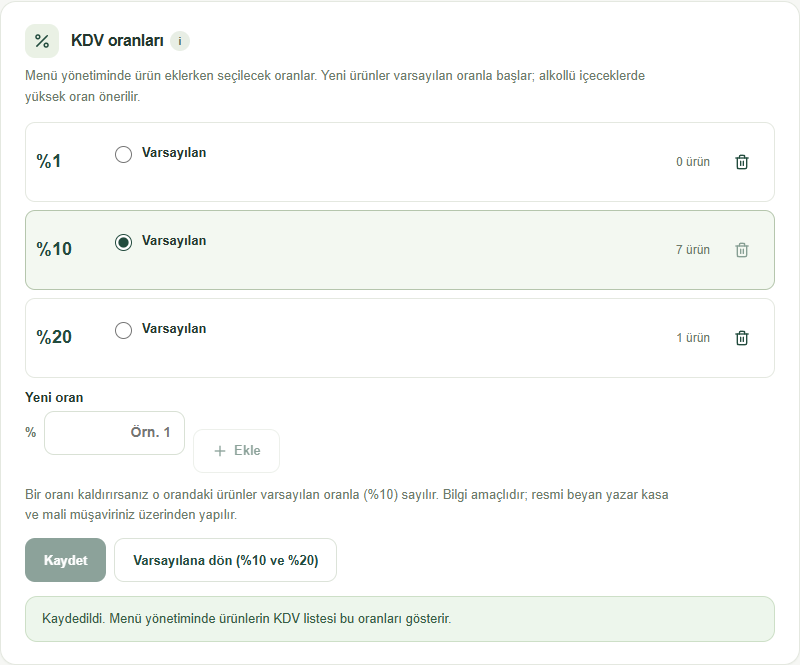 % KDV oranları i
Menü yönetiminde ürün eklerken seçilecek oranlar. Yeni ürünler varsayılan oranla başlar; alkollü içeceklerde
yüksek oran önerilir.
%1 Varsayılan 0 ürün
%10 Varsayılan 7 ürün
%20 Varsayılan 1 ürün
Yeni oran
% Örn. 1
+ Ekle
Bir oranı kaldırırsanız o orandaki ürünler varsayılan oranla (%10) sayılır. Bilgi amaçlıdır; resmi beyan yazar kasa
ve mali müşaviriniz üzerinden yapılır.
Kaydet Varsayılana dön (%10 ve %20)
Kaydedildi. Menü yönetiminde ürünlerin KDV listesi bu oranları gösterir.